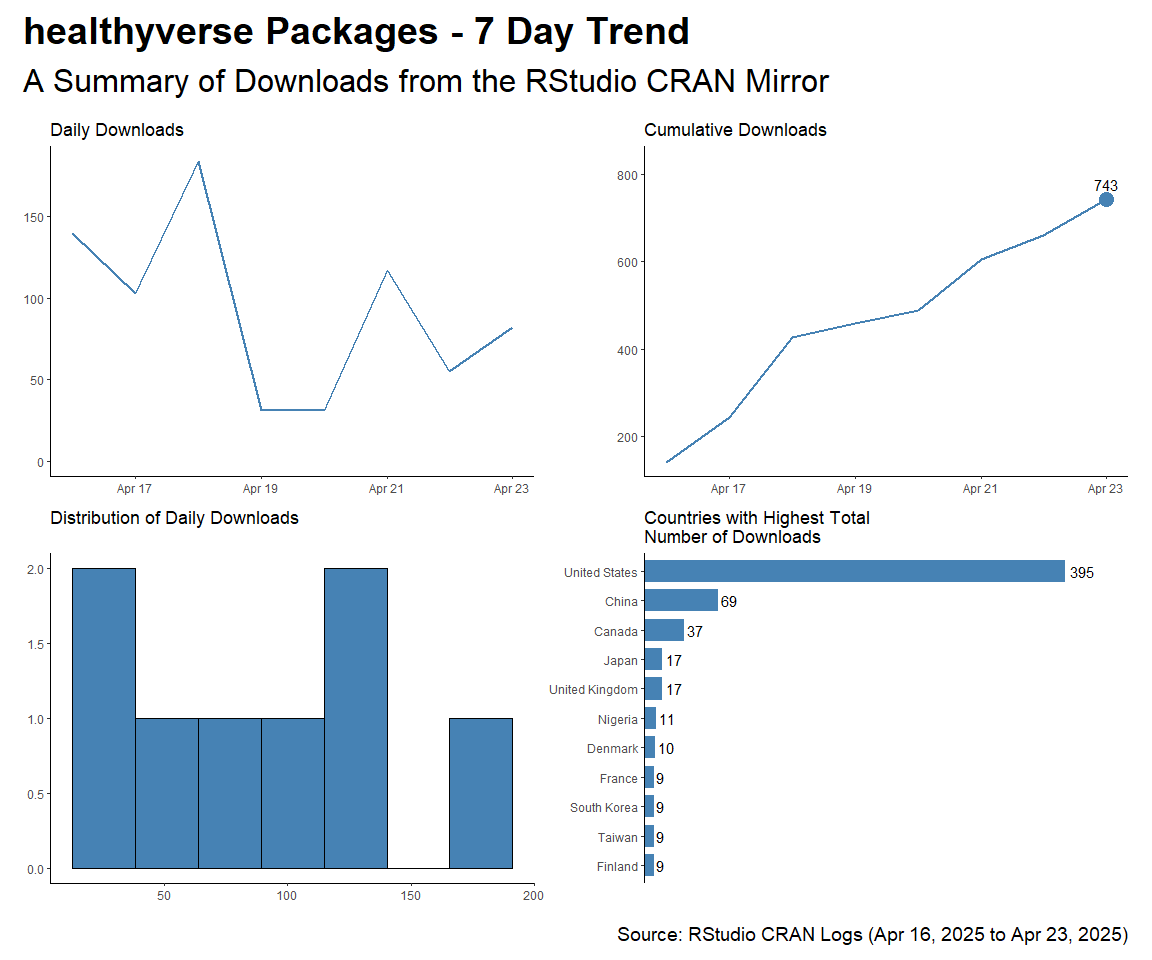 healthyverse Packages - 7 Day Trend
A Summary of Downloads from the RStudio CRAN Mirror
Daily Downloads
150
100
50
0
Apr 17
Apr 19
Apr 21
Apr 23
Cumulative Downloads
800
600
400
200
743
Apr 17
Apr 19
Apr 21
Apr 23
Distribution of Daily Downloads
2.0
1.5
1.0
0.5
0.0
50
100
150
200
Countries with Highest Total
Number of Downloads
United States 395
China 69
Canada 37
Japan 17
United Kingdom 17
Nigeria 11
Denmark 10
France 9
South Korea 9
Taiwan 9
Finland 9
Source: RStudio CRAN Logs (Apr 16, 2025 to Apr 23, 2025)